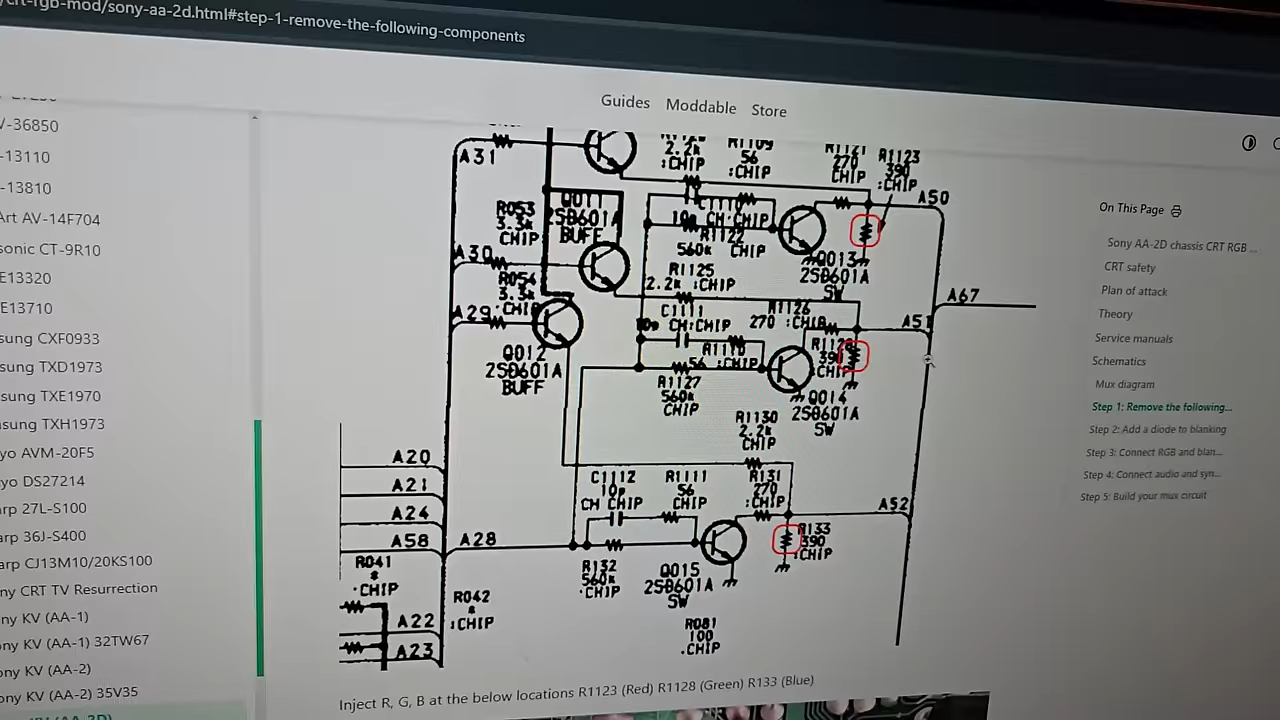 crt-rgb-mod/sony-aa-2d.html#step-1-remove-the-following-components
Guides Moddable Store
V-36850
-13110
-13810
Art AV-14F704
sonic CT-9R10
E13320
E13710
sung CXF0933
sung TXD1973
sung TXE1970
msung TXH1973
yo AVM-20F5
yo DS27214
arp 27L-S100
arp 36J-S400
arp CJ13M10/20KS100
ny CRT TV Resurrection
ny KV (AA-1)
ny KV (AA-1) 32TW67
ny KV (AA-2)
ony KV (AA-2) 35V35
A31
2.2k
:CHIP
R1109
56
:CHIP
R1121
270
:CHIP
R1123
390
:CHIP
A50
R053
3.3k
CHIP
Q011
2SD601A
BUFF
C1110
10p CH:CHIP
R1122
560k CHIP
Q013
2SD601A
SW
A30
R054
3.3k
:CHIP
R1125
2.2k :CHIP
A67
A29
C1111
10p CH:CHIP
R1126
270 :CHIP
A51
Q012
2SD601A
BUFF
R1110
56 :CHIP
390
:CHIP
R1127
560k
CHIP
Q014
2SD601A
SW
R1130
2.2k
:CHIP
A20
A21
A24
A58
A28
C1112
10p
CH CHIP
R1111
56
:CHIP
R131
270
:CHIP
A52
R133
390
:CHIP
R132
560k
:CHIP
Q015
2SD601A
SW
R041
*
:CHIP
R042
*
:CHIP
A22
A23
R081
100
.CHIP
Inject R, G, B at the below locations R1123 (Red) R1128 (Green) R133 (Blue)
On This Page
Sony AA-2D chassis CRT RGB ...
CRT safety
Plan of attack
Theory
Service manuals
Schematics
Mux diagram
Step 1: Remove the following...
Step 2: Add a diode to blanking
Step 3: Connect RGB and blan...
Step 4: Connect audio and syn...
Step 5: Build your mux circuit